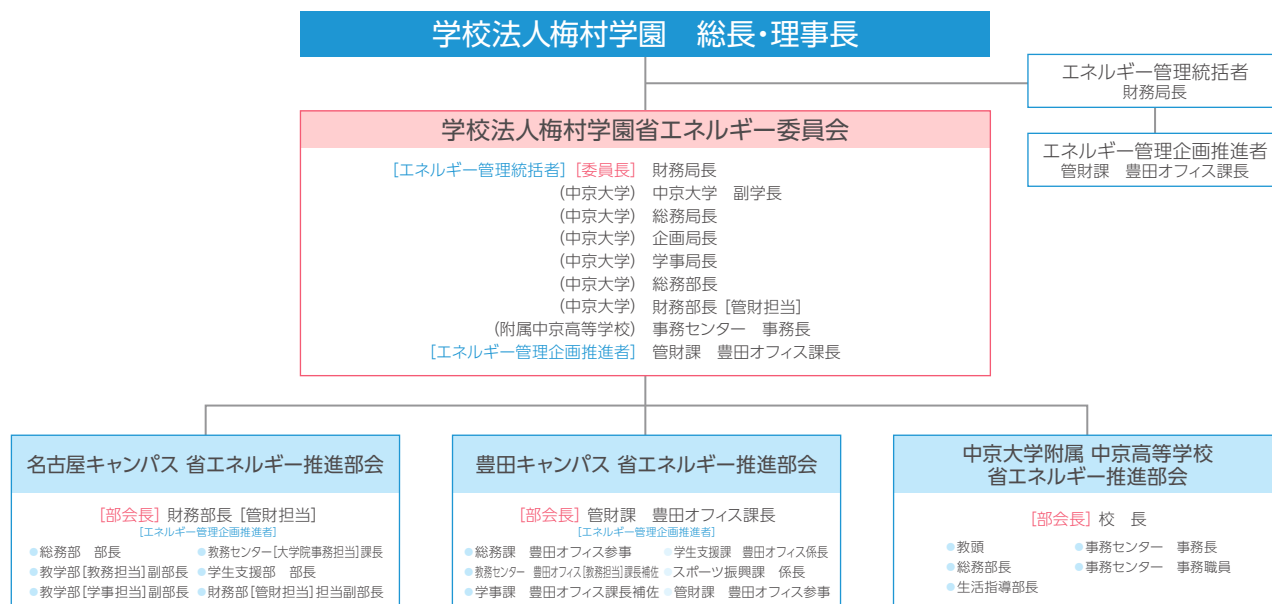 学校法人梅村学園　総長・理事長
エネルギー管理統括者
財務局長
エネルギー管理企画推進者
管財課　豊田オフィス課長
学校法人梅村学園省エネルギー委員会
[エネルギー管理統括者] [委員長]　財務局長
(中京大学)　中京大学　副学長
(中京大学)　総務局長
(中京大学)　企画局長
(中京大学)　学事局長
(中京大学)　総務部長
(中京大学)　財務部長 [管財担当]
(附属中京高等学校)　事務センター　事務長
[エネルギー管理企画推進者]　管財課　豊田オフィス課長
名古屋キャンパス 省エネルギー推進部会
[部会長] 財務部長 [管財担当]
[エネルギー管理企画推進者]
●総務部　部長　●教務センター[大学院事務担当]課長
●教学部[教務担当]副部長　●学生支援部　部長
●教学部[学事担当]副部長　●財務部[管財担当]担当副部長
豊田キャンパス 省エネルギー推進部会
[部会長] 管財課　豊田オフィス課長
[エネルギー管理企画推進者]
●総務課　豊田オフィス参事　●学生支援課　豊田オフィス係長
●教務センター　豊田オフィス[教務担当]課長補佐　●スポーツ振興課　係長
●学事課　豊田オフィス課長補佐　●管財課　豊田オフィス参事
中京大学附属 中京高等学校
省エネルギー推進部会
[部会長] 校　長
●教頭　●事務センター　事務長
●総務部長　●事務センター　事務職員
●生活指導部長